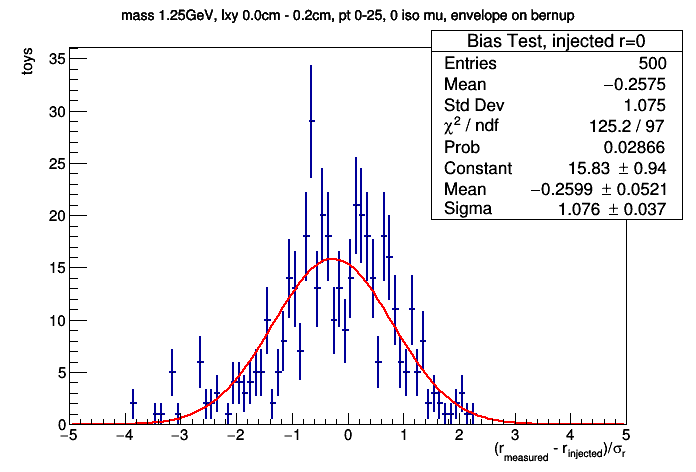 mass 1.25GeV, lxy 0.0cm - 0.2cm, pt 0-25, 0 iso mu, envelope on bernup
Bias Test, injected r=0
Entries 500
Mean −0.2575
Std Dev 1.075
χ² / ndf 125.2 / 97
Prob 0.02866
Constant 15.83 ± 0.94
Mean −0.2599 ± 0.0521
Sigma 1.076 ± 0.037
toys
35
30
25
20
15
10
5
0
−5 −4 −3 −2 −1 0 1 2 3 4 5
(r_measured - r_injected)/σ_r